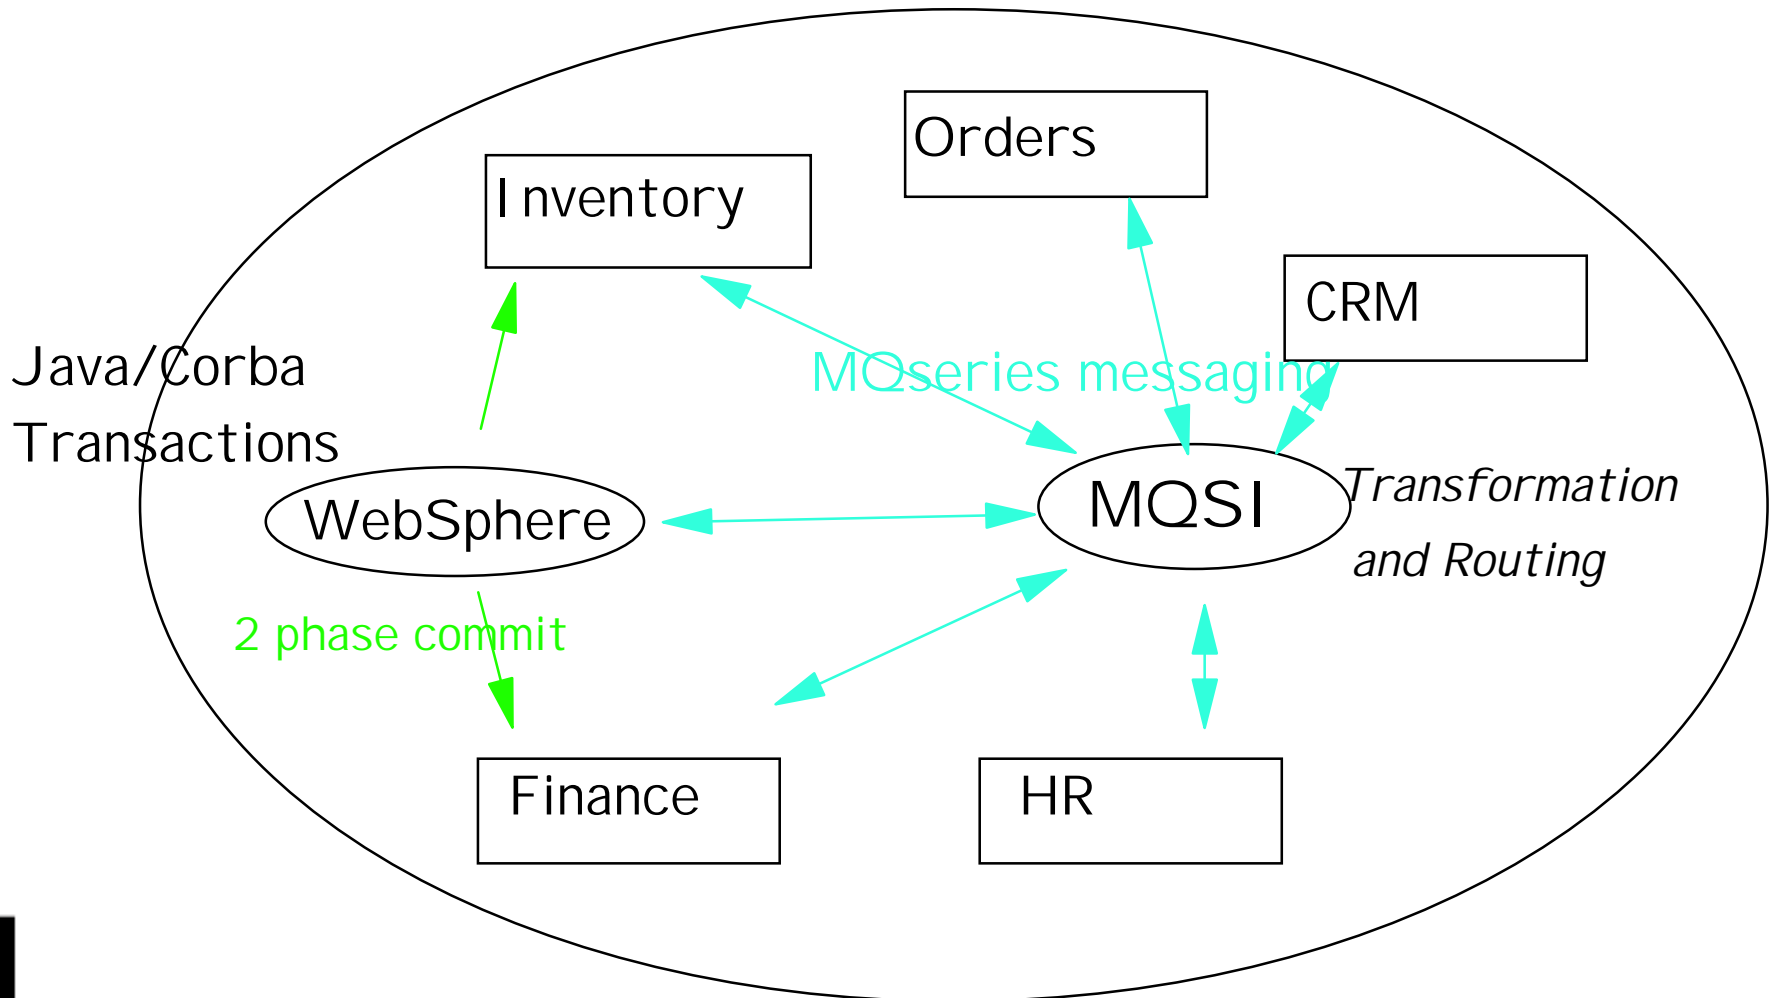 Orders
Inventory
CRM
Java/Corba
Transactions
MQseries messaging
WebSphere
MQSI
Transformation
and Routing
2 phase commit
Finance
HR